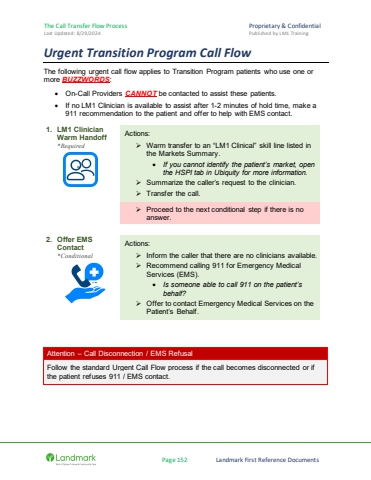 The Call Transfer Flow Process
Proprietary & Confidential
Last updated: 8/29/2024
Published by LM1 Training
Urgent Transition Program Call Flow
The following urgent call flow applies to Transition Program patients who use one or
more BUZZWORDS:
• On-Call Providers CANNOT be contacted to assist these patients.
• If no LM1 Clinician is available to assist after 1-2 minutes of hold time, make a
911 recommendation to the patient and offer to help with EMS contact.
1. LM1 Clinician
Warm Handoff
*Required
Actions:
➢ Warm transfer to an “LM1 Clinical” skill line listed in
the Markets Summary.
• If you cannot identify the patient’s market, open
the HSPI tab in Ubiquity for more information.
➢ Summarize the caller’s request to the clinician.
➢ Transfer the call.
➢ Proceed to the next conditional step if there is no
answer.
2. Offer EMS
Contact
*Conditional
Actions:
➢ Inform the caller that there are no clinicians available.
➢ Recommend calling 911 for Emergency Medical
Services (EMS).
• Is someone able to call 911 on the patient’s
behalf?
➢ Offer to contact Emergency Medical Services on the
Patient’s Behalf.
Attention – Call Disconnection / EMS Refusal
Follow the standard Urgent Call Flow process if the call becomes disconnected or if
the patient refuses 911 / EMS contact.
Landmark
Page 152
Landmark First Reference Documents